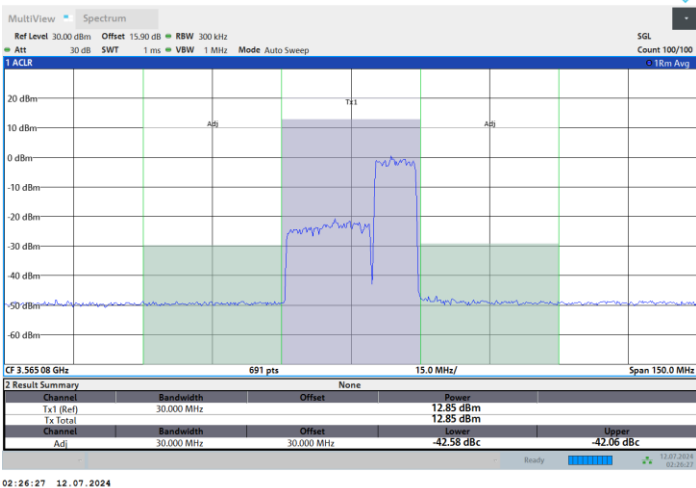 MultiView Spectrum
Ref Level 30.00 dBm Offset 15.90 dB RBW 300 kHz SGL
Att 30 dB SWT 1 ms VBW 1 MHz Mode Auto Sweep Count 100/100
1 ACLR 1Rm Avg
20 dBm
Tx1
10 dBm Adj Adj
0 dBm
-10 dBm
-20 dBm
-30 dBm
-40 dBm
-50 dBm
-60 dBm
CF 3.565 08 GHz 691 pts 15.0 MHz/ Span 150.0 MHz
2 Result Summary None
Channel Bandwidth Offset Power
Tx1 (Ref) 30.000 MHz 12.85 dBm
Tx Total 12.85 dBm
Channel Bandwidth Offset Lower Upper
Adj 30.000 MHz 30.000 MHz -42.58 dBc -42.06 dBc
Ready 12.07.2024
02:26:27
02:26:27 12.07.2024